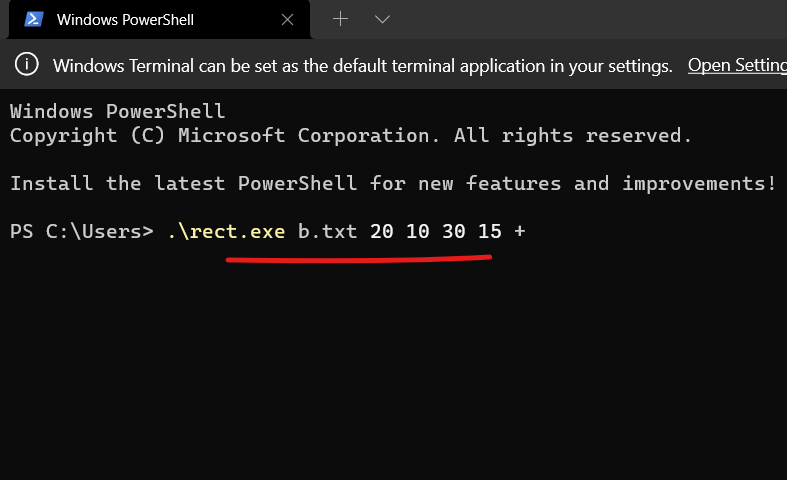 Windows PowerShell
Windows Terminal can be set as the default terminal application in your settings. Open Setting
Windows PowerShell
Copyright (C) Microsoft Corporation. All rights reserved.
Install the latest PowerShell for new features and improvements!
PS C:\Users> .\rect.exe b.txt 20 10 30 15 +